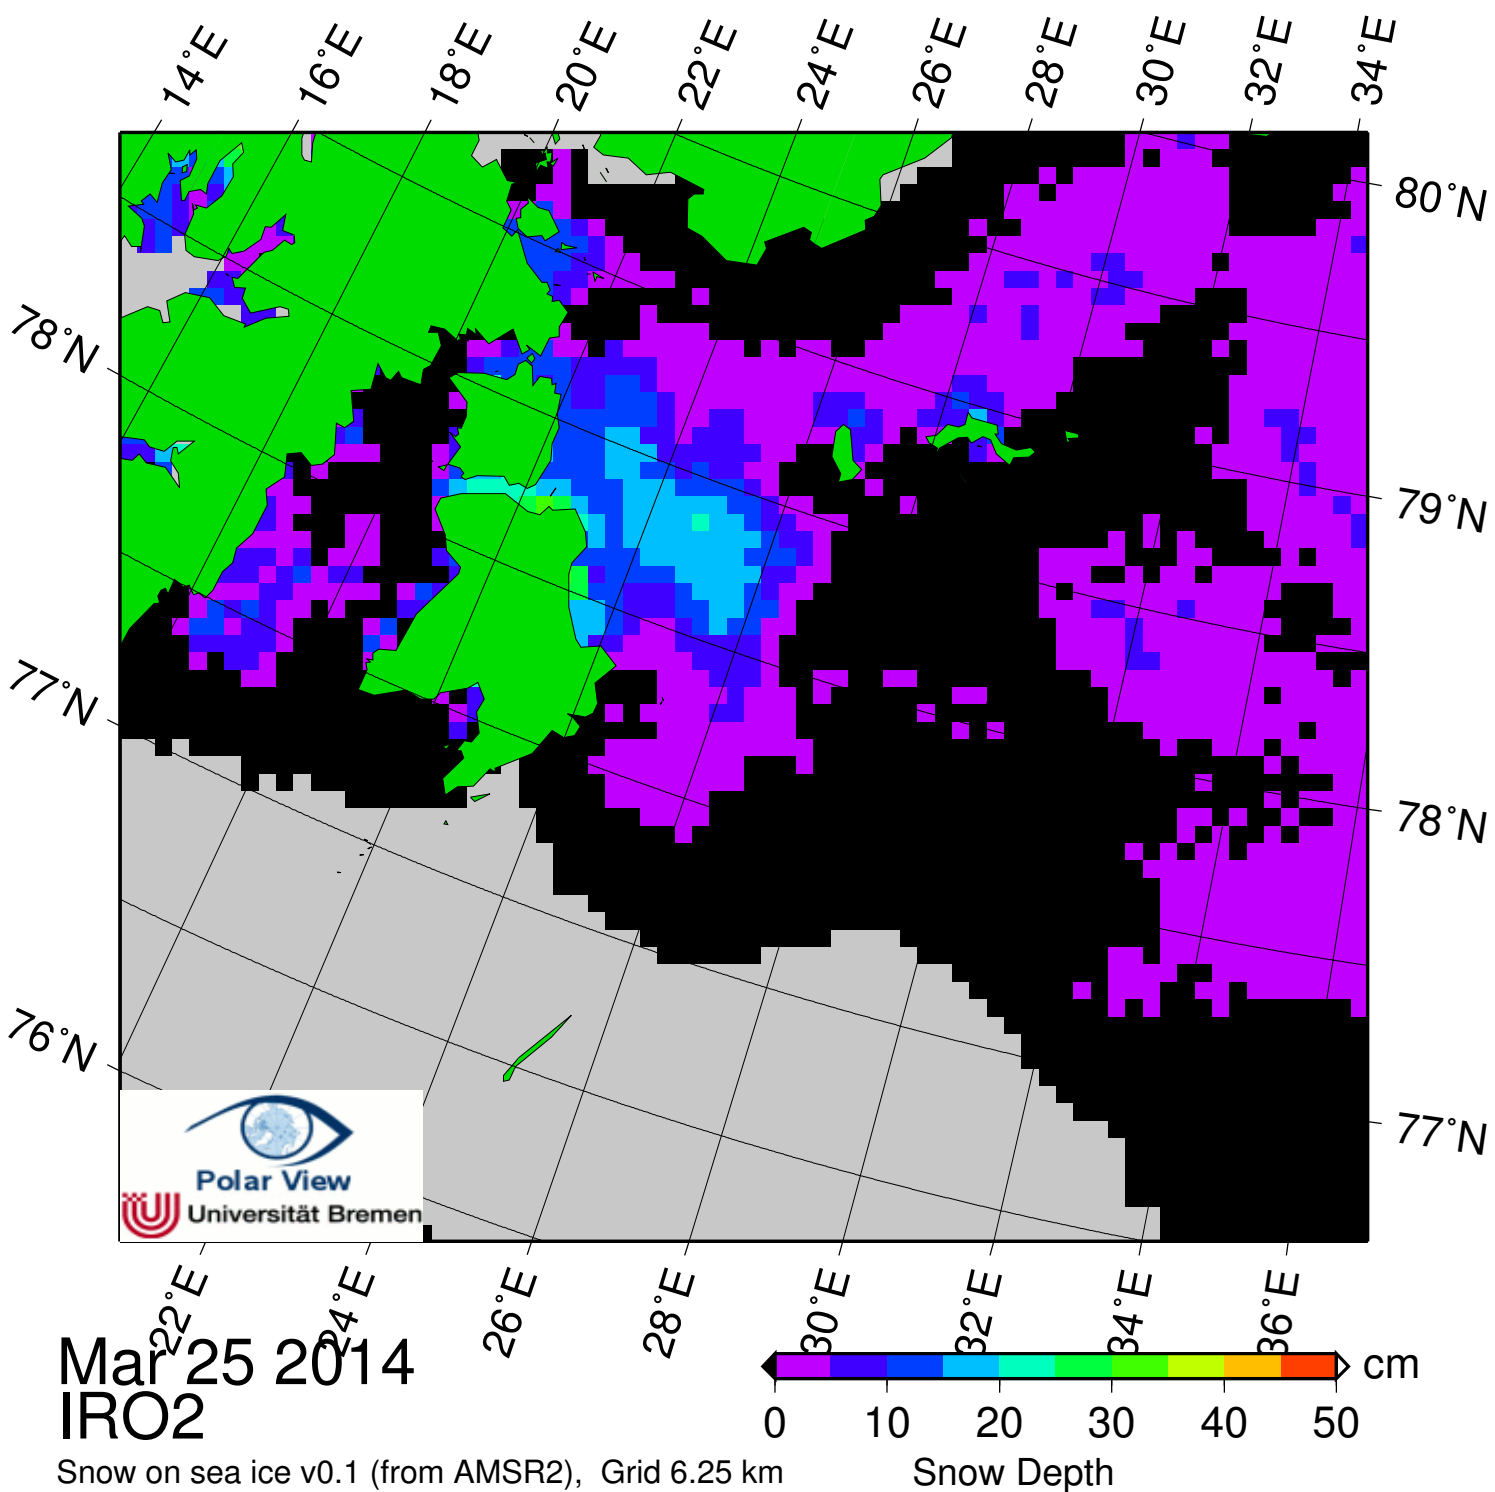 14°E 16°E 18°E 20°E 22°E 24°E 26°E 28°E 30°E 32°E 34°E
80°N
78°N
79°N
77°N
78°N
76°N
77°N
Polar View
Universität Bremen
22°E 24°E 26°E 28°E 30°E 32°E 34°E 36°E
Mar 25 2014
cm
IRO2
0 10 20 30 40 50
Snow on sea ice v0.1 (from AMSR2), Grid 6.25 km
Snow Depth